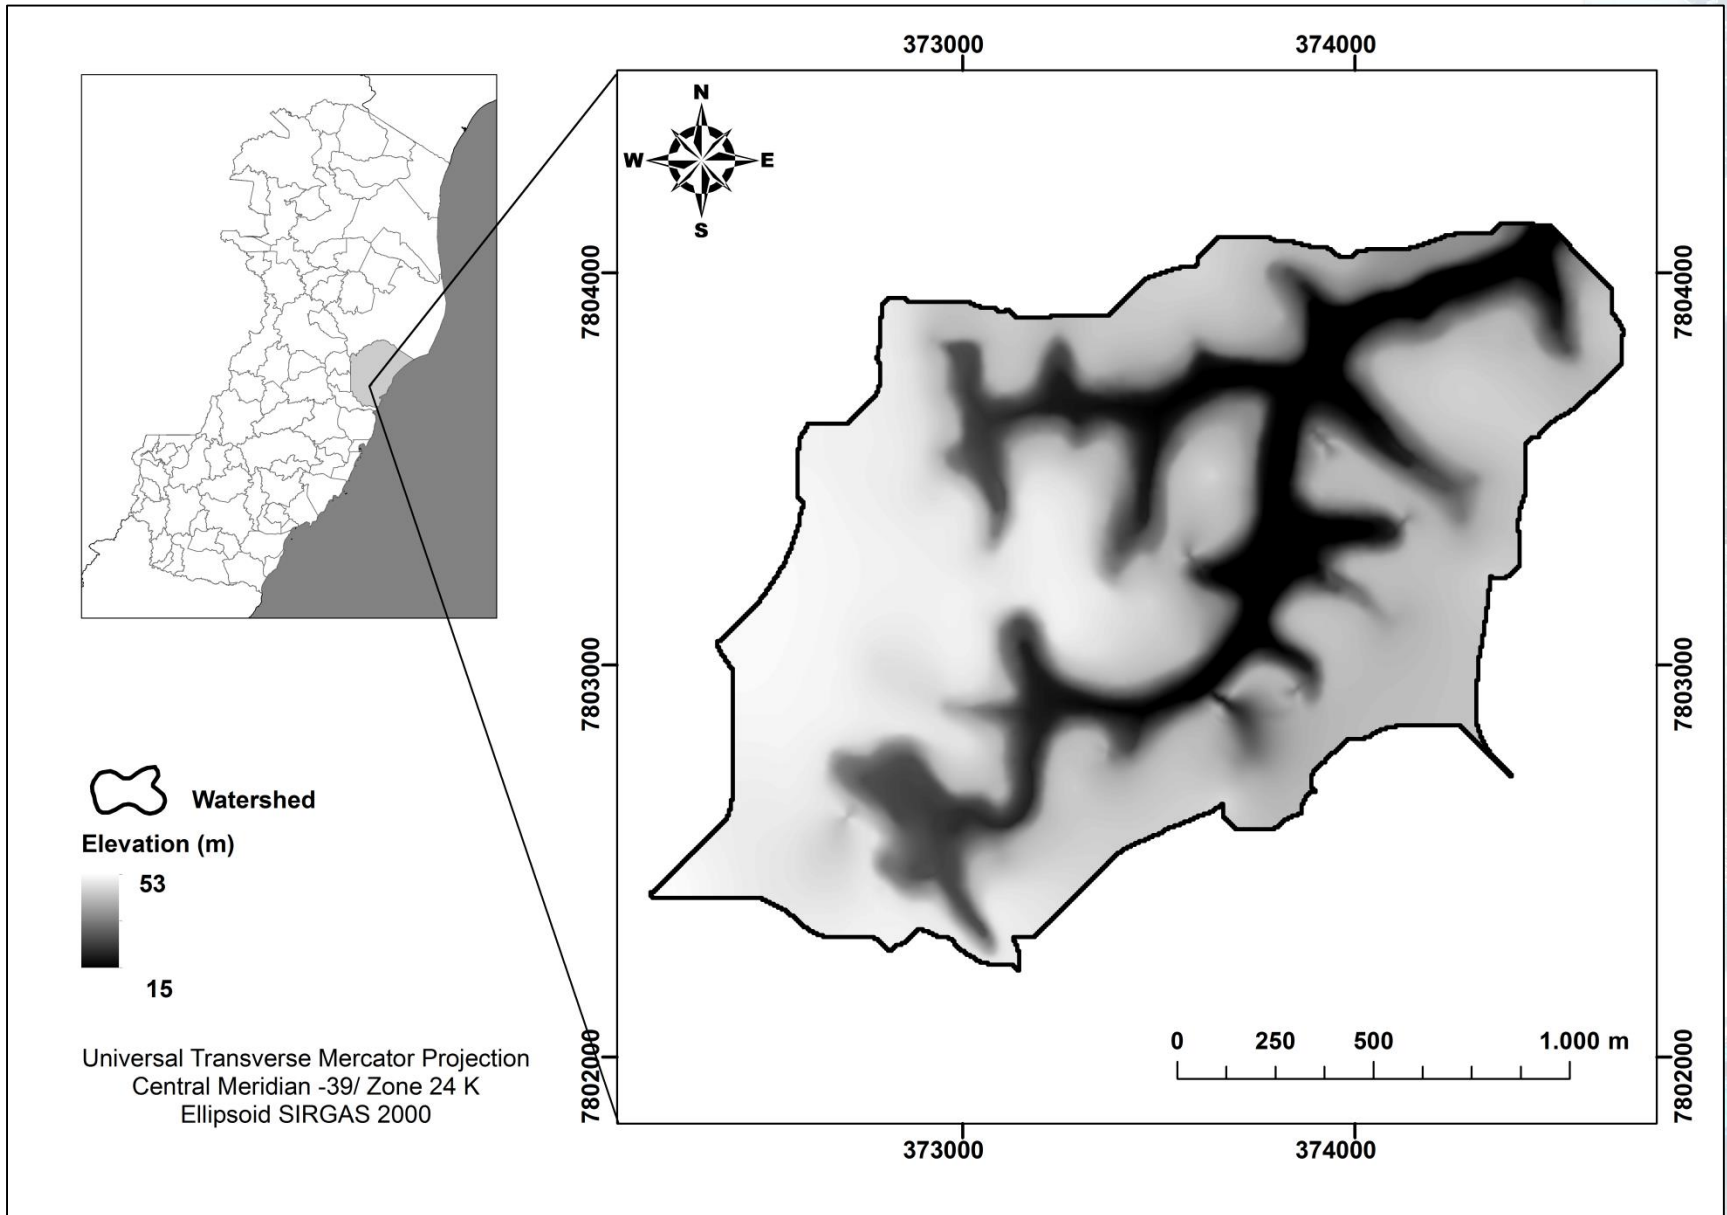 373000 374000
N
W E
S
7804000 7804000
7803000 7803000
Watershed
Elevation (m)
53
15
0 250 500 1.000 m
7802000 7802000
Universal Transverse Mercator Projection
Central Meridian -39/ Zone 24 K
Ellipsoid SIRGAS 2000
373000 374000